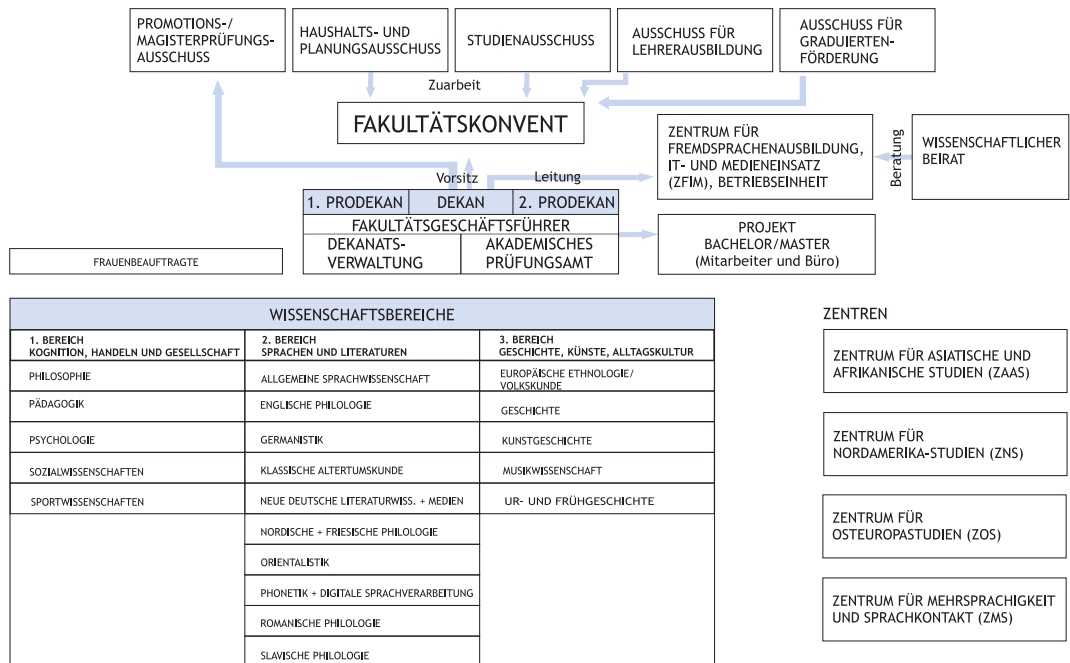 PROMOTIONS-/
MAGISTERPRÜFUNGS-
AUSSCHUSS
HAUSHALTS- UND
PLANUNGSAUSSCHUSS
STUDIENAUSSCHUSS
AUSSCHUSS FÜR
LEHRERAUSBILDUNG
AUSSCHUSS FÜR
GRADUIERTEN-
FÖRDERUNG
Zuarbeit
FAKULTÄTSKONVENT
ZENTRUM FÜR
FREMDSPRACHENAUSBILDUNG,
IT- UND MEDIENEINSATZ
(ZFIM), BETRIEBSEINHEIT
Beratung
WISSENSCHAFTLICHER
BEIRAT
Vorsitz
Leitung
1. PRODEKAN
DEKAN
2. PRODEKAN
FAKULTÄTSGESCHÄFTSFÜHRER
DEKANATS-
VERWALTUNG
AKADEMISCHES
PRÜFUNGSAMT
PROJEKT
BACHELOR/MASTER
(Mitarbeiter und Büro)
FRAUENBEAUFTRAGTE
WISSENSCHAFTSBEREICHE
1. BEREICH
KOGNITION, HANDELN UND GESELLSCHAFT
PHILOSOPHIE
PÄDAGOGIK
PSYCHOLOGIE
SOZIALWISSENSCHAFTEN
SPORTWISSENSCHAFTEN
2. BEREICH
SPRACHEN UND LITERATUREN
ALLGEMEINE SPRACHWISSENSCHAFT
ENGLISCHE PHILOLOGIE
GERMANISTIK
KLASSISCHE ALTERTUMSKUNDE
NEUE DEUTSCHE LITERATURWISS. + MEDIEN
NORDISCHE + FRIESISCHE PHILOLOGIE
ORIENTALISTIK
PHONETIK + DIGITALE SPRACHVERARBEITUNG
ROMANISCHE PHILOLOGIE
SLAVISCHE PHILOLOGIE
3. BEREICH
GESCHICHTE, KÜNSTE, ALLTAGSKULTUR
EUROPÄISCHE ETHNOLOGIE/
VOLKSKUNDE
GESCHICHTE
KUNSTGESCHICHTE
MUSIKWISSENSCHAFT
UR- UND FRÜHGESCHICHTE
ZENTREN
ZENTRUM FÜR ASIATISCHE UND
AFRIKANISCHE STUDIEN (ZAAS)
ZENTRUM FÜR
NORDAMERIKA-STUDIEN (ZNS)
ZENTRUM FÜR
OSTEUROPASTUDIEN (ZOS)
ZENTRUM FÜR MEHRSPRACHIGKEIT
UND SPRACHKONTAKT (ZMS)